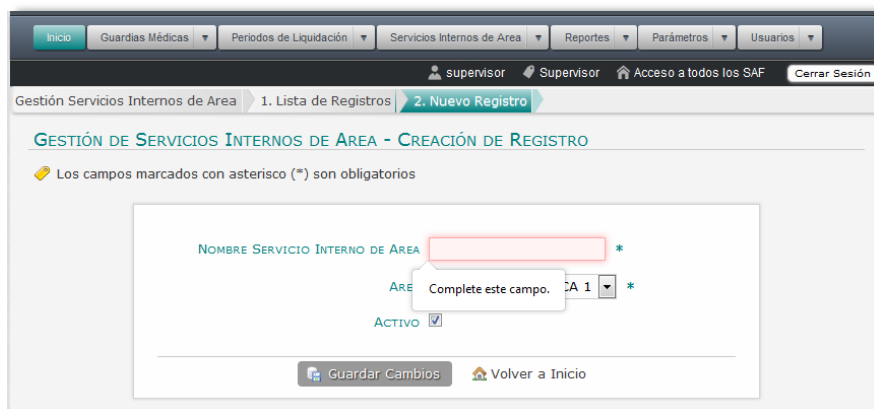 Inicio Guardias Médicas Periodos de Liquidación Servicios Internos de Area Reportes Parámetros Usuarios
supervisor Supervisor Acceso a todos los SAF Cerrar Sesión
Gestión Servicios Internos de Area 1. Lista de Registros 2. Nuevo Registro
Gestión de Servicios Internos de Area - Creación de Registro
Los campos marcados con asterisco (*) son obligatorios
Nombre Servicio Interno de Area *
Complete este campo.
*
Activo
Guardar Cambios Volver a Inicio